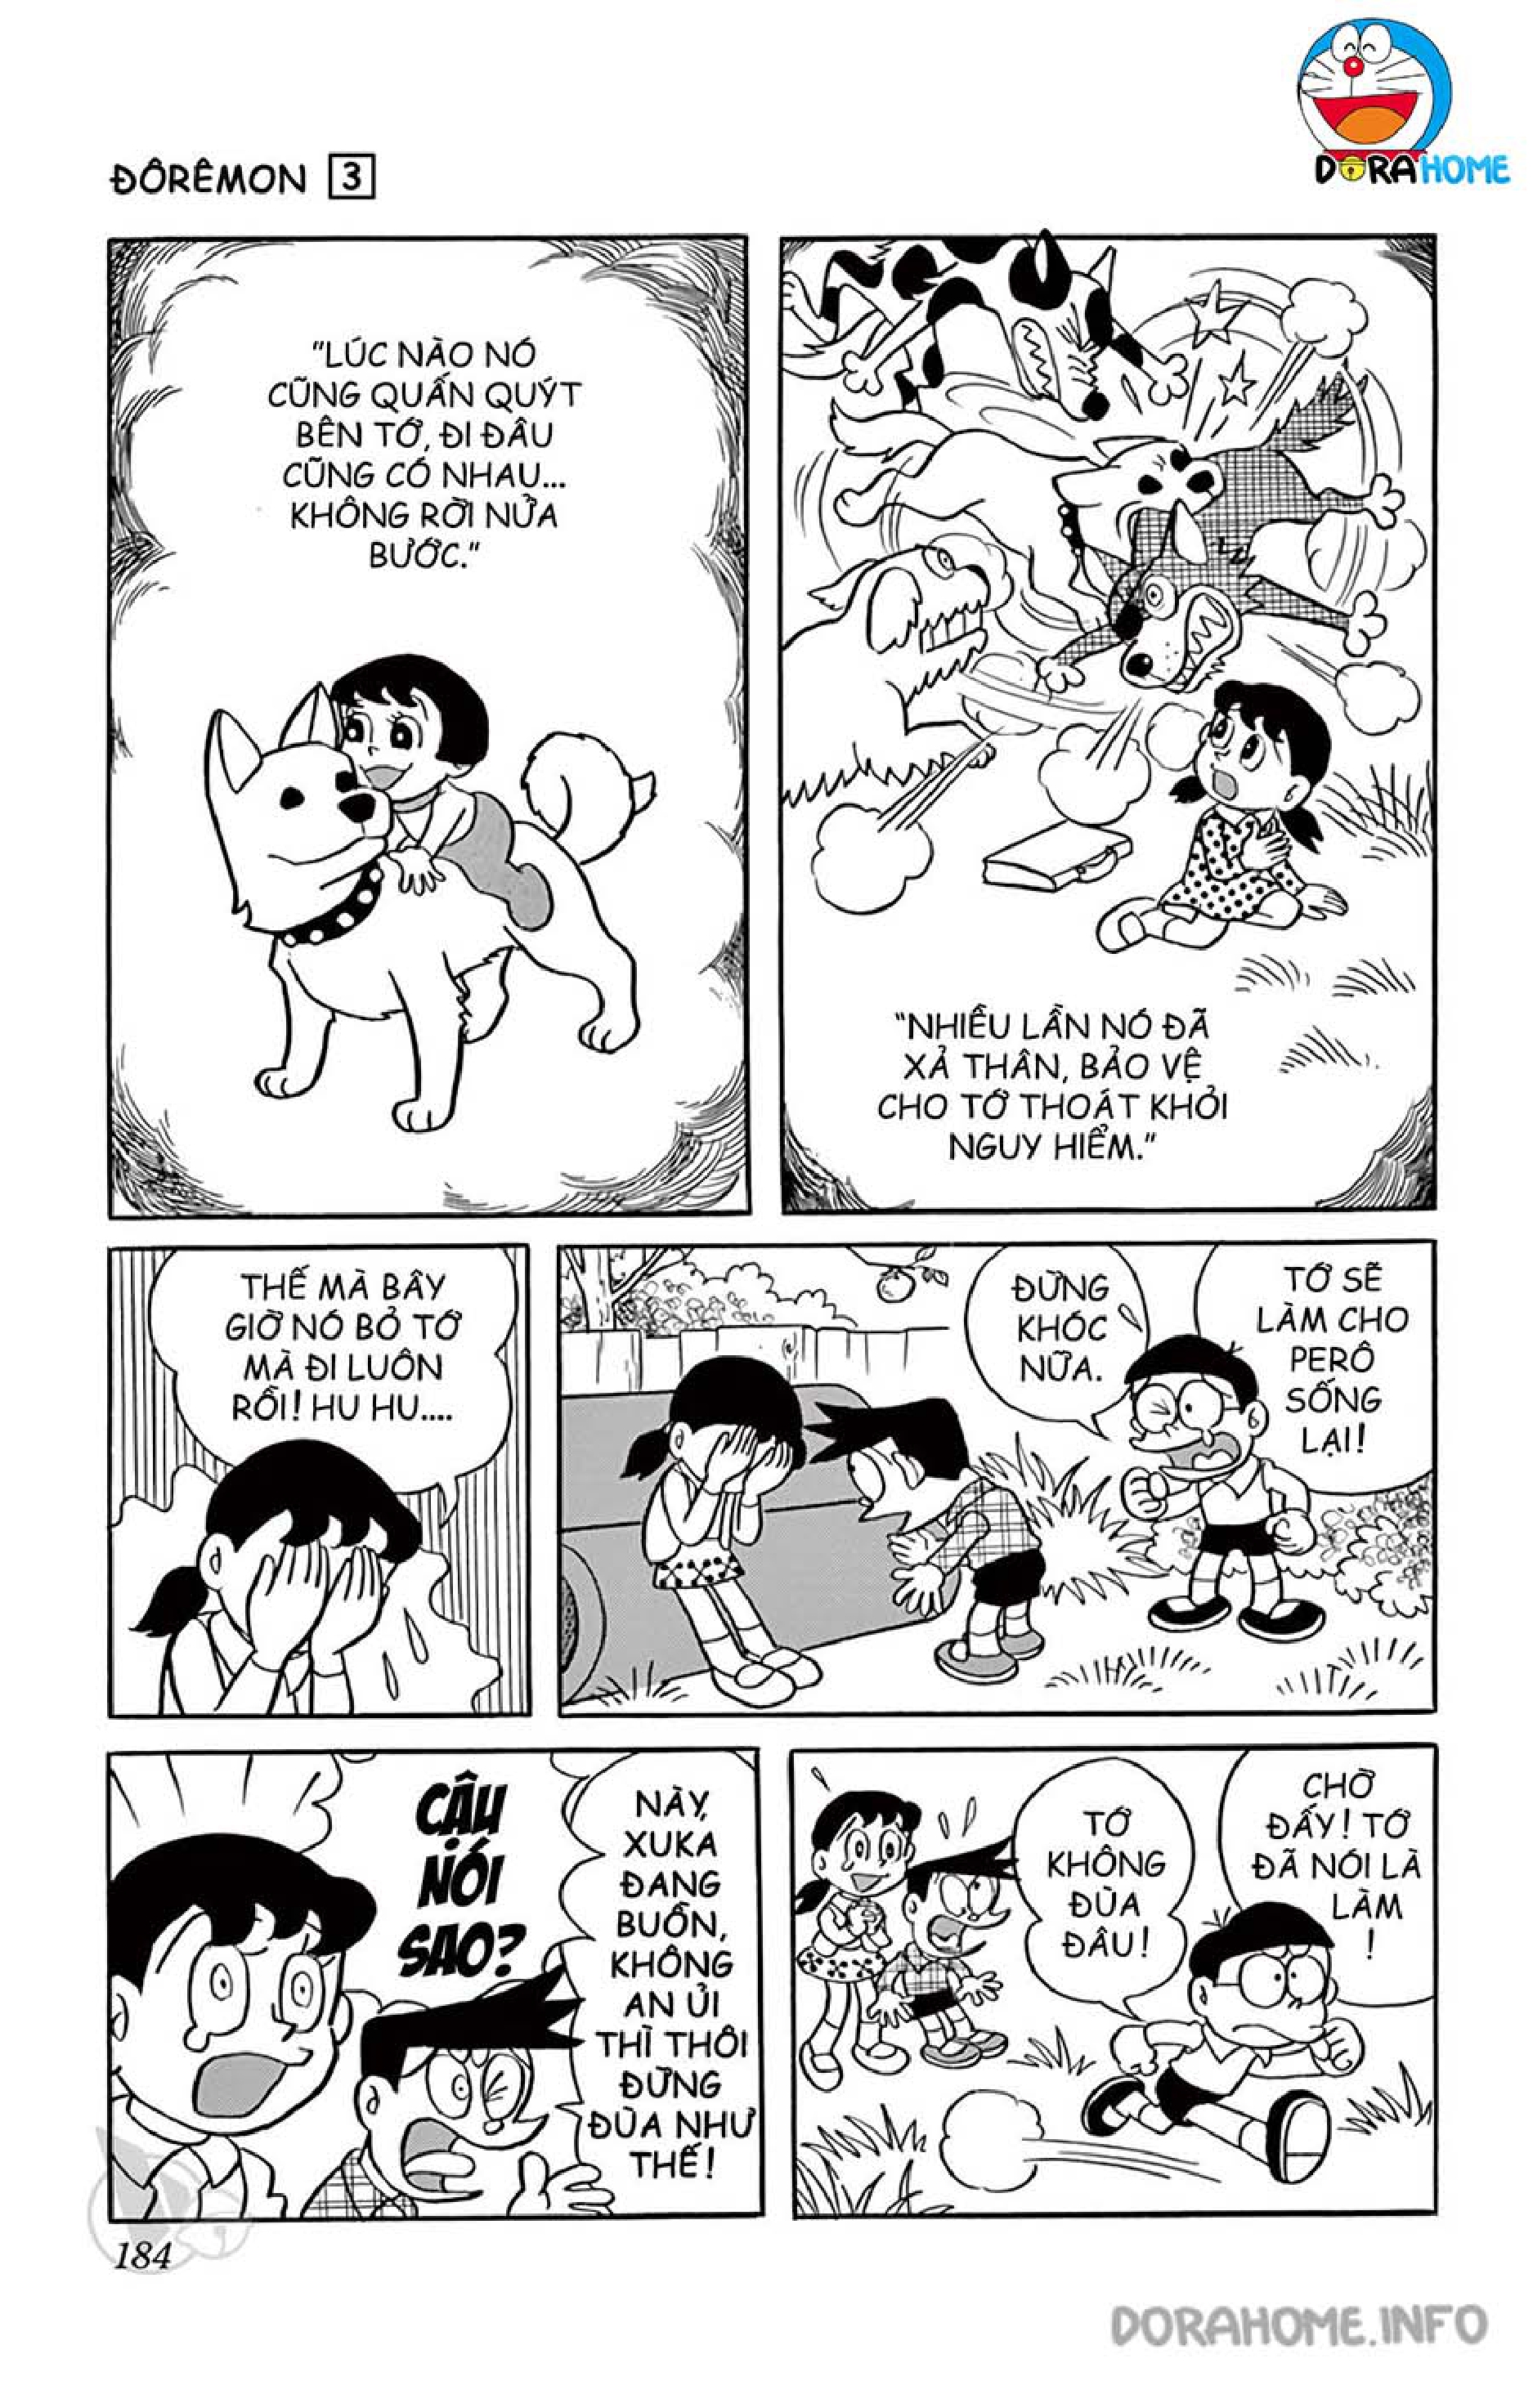 DORAHOME
ĐÔRÊMON 3
"LÚC NÀO NÓ
CŨNG QUẤN QUÝT
BÊN TỚ, ĐI ĐÂU
CŨNG CÓ NHAU...
KHÔNG RỜI NỬA
BƯỚC."
"NHIỀU LẦN NÓ ĐÃ
XẢ THÂN, BẢO VỆ
CHO TỚ THOÁT KHỎI
NGUY HIỂM."
THẾ MÀ BÂY
GIỜ NÓ BỎ TỚ
MÀ ĐI LUÔN
RỒI! HU HU....
ĐỪNG
KHÓC
NỮA.
TỚ SẼ
LÀM CHO
PERÔ
SỐNG
LẠI!
CẬU
NÓI
SAO?
NÀY,
XUKA
ĐANG
BUỒN,
KHÔNG
AN ỦI
THÌ THÔI
ĐỪNG
ĐÙA NHƯ
THẾ!
TỚ
KHÔNG
ĐÙA
ĐÂU!
CHỜ
ĐẤY! TỚ
ĐÃ NÓI LÀ
LÀM
!
184
DORAHOME.INFO